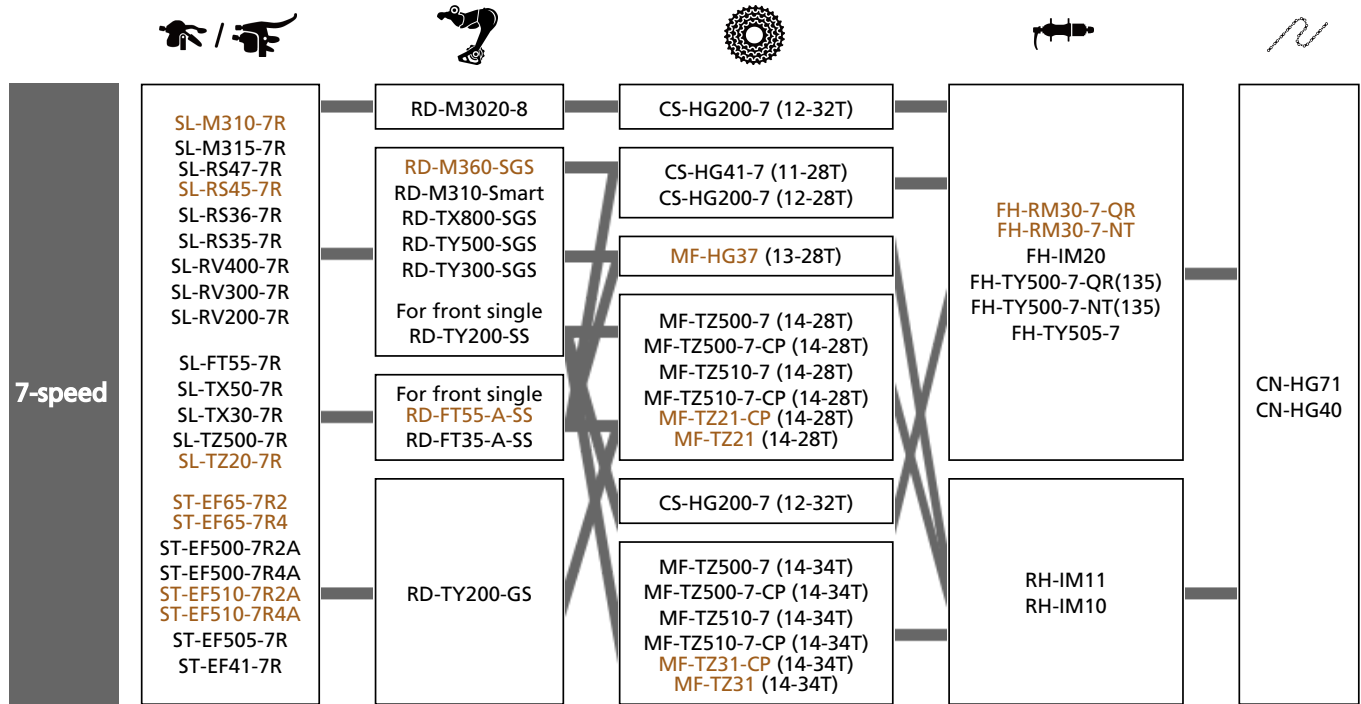 7-speed
SL-M310-7R
SL-M315-7R
SL-RS47-7R
SL-RS45-7R
SL-RS36-7R
SL-RS35-7R
SL-RV400-7R
SL-RV300-7R
SL-RV200-7R
SL-FT55-7R
SL-TX50-7R
SL-TX30-7R
SL-TZ500-7R
SL-TZ20-7R
ST-EF65-7R2
ST-EF65-7R4
ST-EF500-7R2A
ST-EF500-7R4A
ST-EF510-7R2A
ST-EF510-7R4A
ST-EF505-7R
ST-EF41-7R
RD-M3020-8
RD-M360-SGS
RD-M310-Smart
RD-TX800-SGS
RD-TY500-SGS
RD-TY300-SGS
For front single
RD-TY200-SS
For front single
RD-FT55-A-SS
RD-FT35-A-SS
RD-TY200-GS
CS-HG200-7 (12-32T)
CS-HG41-7 (11-28T)
CS-HG200-7 (12-28T)
MF-HG37 (13-28T)
MF-TZ500-7 (14-28T)
MF-TZ500-7-CP (14-28T)
MF-TZ510-7 (14-28T)
MF-TZ510-7-CP (14-28T)
MF-TZ21-CP (14-28T)
MF-TZ21 (14-28T)
CS-HG200-7 (12-32T)
MF-TZ500-7 (14-34T)
MF-TZ500-7-CP (14-34T)
MF-TZ510-7 (14-34T)
MF-TZ510-7-CP (14-34T)
MF-TZ31-CP (14-34T)
MF-TZ31 (14-34T)
FH-RM30-7-QR
FH-RM30-7-NT
FH-IM20
FH-TY500-7-QR(135)
FH-TY500-7-NT(135)
FH-TY505-7
RH-IM11
RH-IM10
CN-HG71
CN-HG40